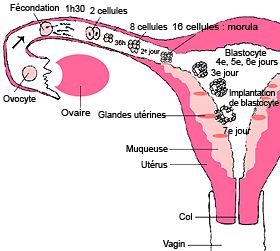 Fécondation 1h30 2 cellules
8 cellules 16 cellules : morula
36h
2e jour
Blastocyte
4e, 5e, 6e jours
3e jour
Implantation
de blastocyte
Ovocyte
Ovaire
Glandes utérines
7e jour
Muqueuse
Utérus
Col
Vagin